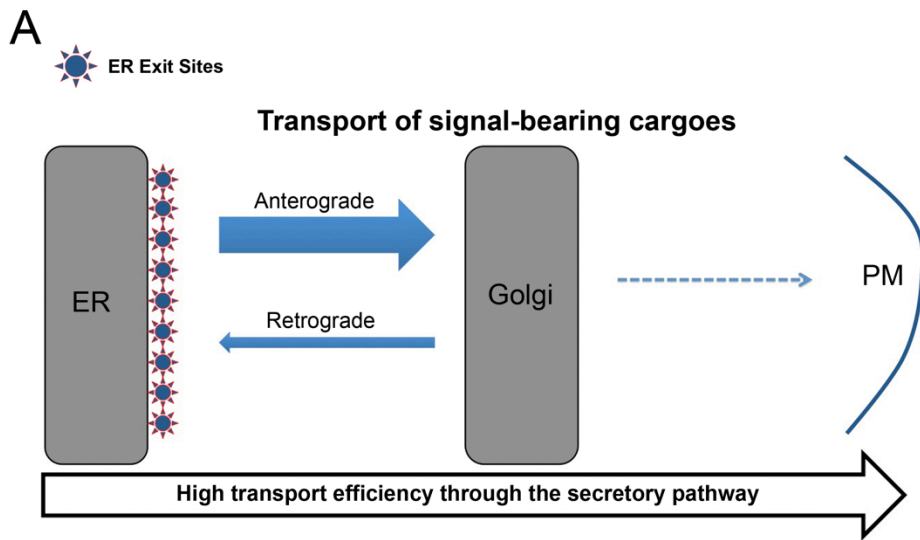 A
ER Exit Sites
Transport of signal-bearing cargoes
Anterograde
ER
Golgi
PM
Retrograde
High transport efficiency through the secretory pathway